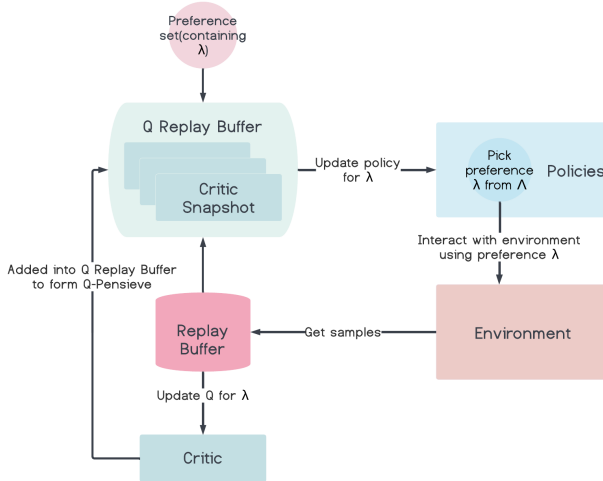 Preference
set(containing
λ)
Q Replay Buffer
Critic
Snapshot
Update policy
for λ
Pick
preference
λ from Λ
Policies
Interact with environment
using preference λ
Added into Q Replay Buffer
to form Q-Pensieve
Replay
Buffer
Get samples
Environment
Update Q for λ
Critic